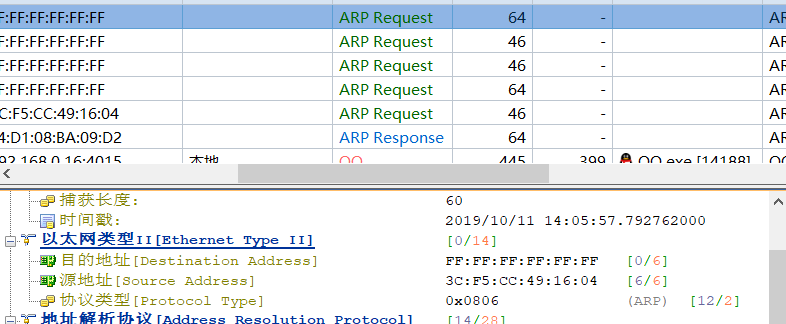 F:FF:FF:FF:FF:FF ARP Request 64 - AR
F:FF:FF:FF:FF:FF ARP Request 46 - AR
F:FF:FF:FF:FF:FF ARP Request 46 - AR
F:FF:FF:FF:FF:FF ARP Request 64 - AR
C:F5:CC:49:16:04 ARP Request 46 - AR
4:D1:08:BA:09:D2 ARP Response 64 - AR
92.168.0.16:4015 本地 QQ 445 399 QQ.exe [14188] QQ
捕获长度: 60
时间戳: 2019/10/11 14:05:57.792762000
以太网类型II[Ethernet Type II] [0/14]
目的地址[Destination Address] FF:FF:FF:FF:FF:FF [0/6]
源地址[Source Address] 3C:F5:CC:49:16:04 [6/6]
协议类型[Protocol Type] 0x0806 (ARP) [12/2]
地址解析协议[Address Resolution Protocol] [14/28]